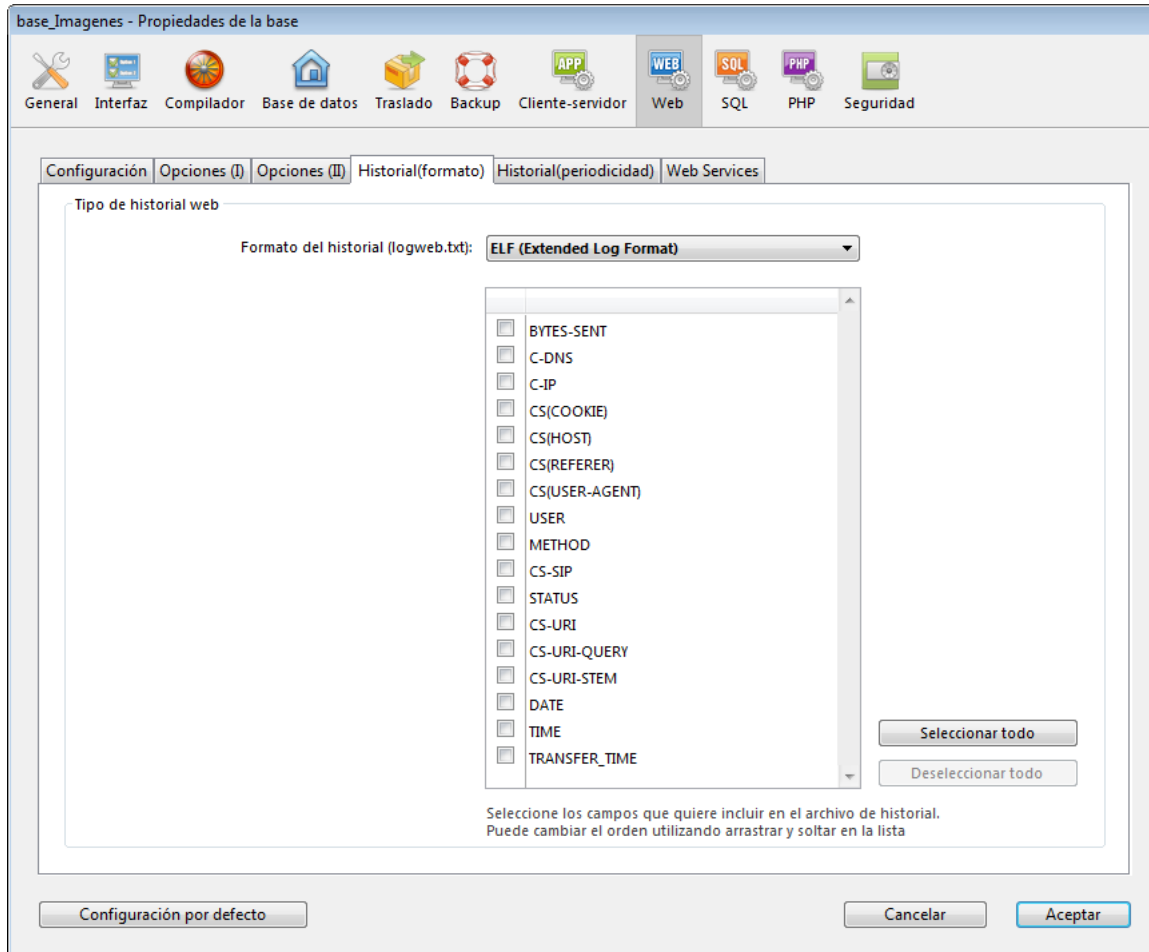 base_Imagenes - Propiedades de la base
APP WEB SQL PHP
General Interfaz Compilador Base de datos Traslado Backup Cliente-servidor Web SQL PHP Seguridad
Configuración Opciones (I) Opciones (II) Historial(formato) Historial(periodicidad) Web Services
Tipo de historial web
Formato del historial (logweb.txt): ELF (Extended Log Format)
BYTES-SENT
C-DNS
C-IP
CS(COOKIE)
CS(HOST)
CS(REFERER)
CS(USER-AGENT)
USER
METHOD
CS-SIP
STATUS
CS-URI
CS-URI-QUERY
CS-URI-STEM
DATE
TIME
TRANSFER_TIME
Seleccionar todo
Deseleccionar todo
Seleccione los campos que quiere incluir en el archivo de historial.
Puede cambiar el orden utilizando arrastrar y soltar en la lista
Configuración por defecto Cancelar Aceptar